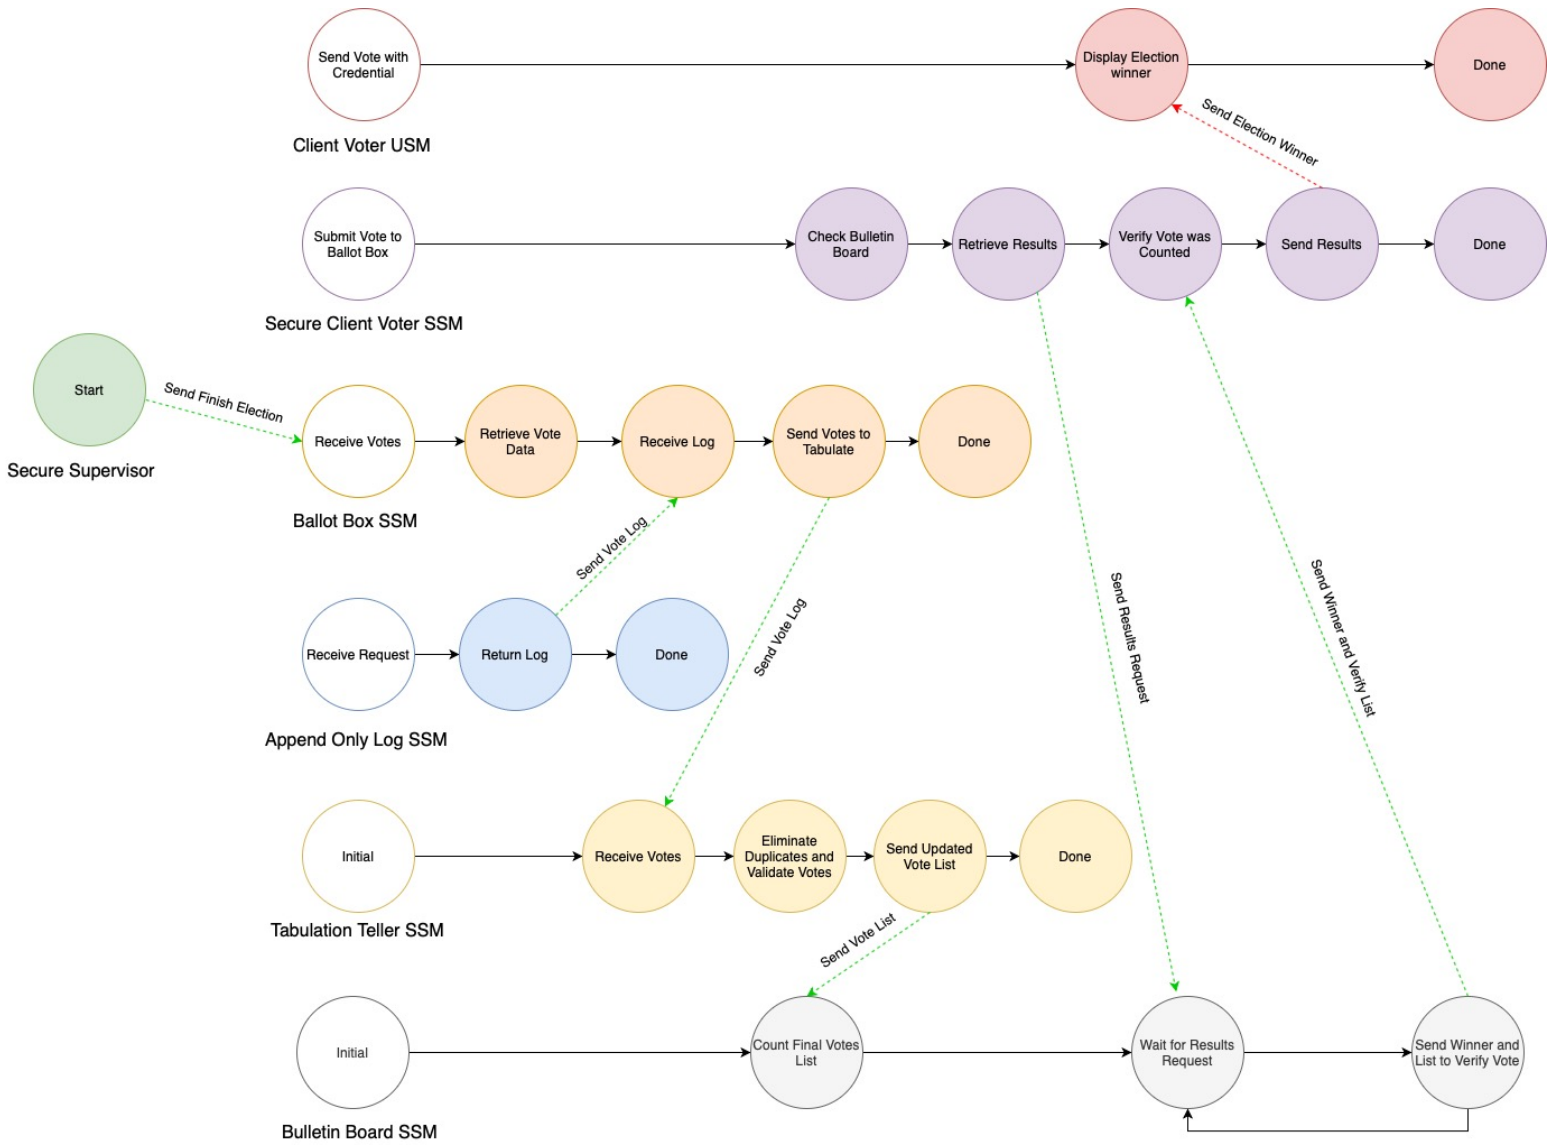 Send Vote with
Credential
Display Election
winner
Done
Send Election Winner
Client Voter USM
Submit Vote to
Ballot Box
Check Bulletin
Board
Retrieve Results
Verify Vote was
Counted
Send Results
Done
Secure Client Voter SSM
Start
Send Finish Election
Secure Supervisor
Receive Votes
Retrieve Vote
Data
Receive Log
Send Votes to
Tabulate
Done
Ballot Box SSM
Send Vote Log
Send Vote Log
Send Results Request
Send Winner and Verify List
Receive Request
Return Log
Done
Append Only Log SSM
Initial
Receive Votes
Eliminate
Duplicates and
Validate Votes
Send Updated
Vote List
Done
Tabulation Teller SSM
Send Vote List
Initial
Count Final Votes
List
Wait for Results
Request
Send Winner and
List to Verify Vote
Bulletin Board SSM